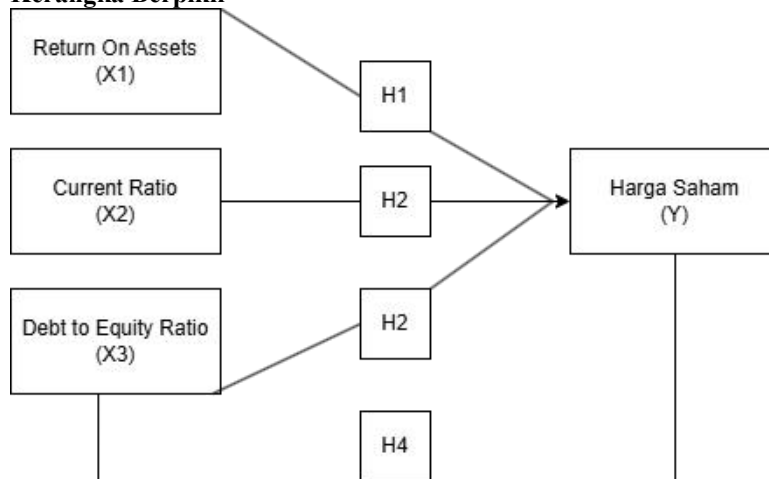 Kerangka Berpikir
Return On Assets
(X1)
H1
Current Ratio
(X2)
H2
Harga Saham
(Y)
Debt to Equity Ratio
(X3)
H2
H4